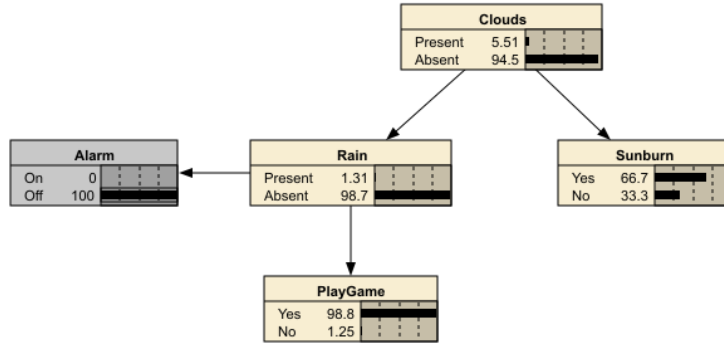 Clouds
Present 5.51
Absent 94.5
Alarm
On 0
Off 100
Rain
Present 1.31
Absent 98.7
Sunburn
Yes 66.7
No 33.3
PlayGame
Yes 98.8
No 1.25